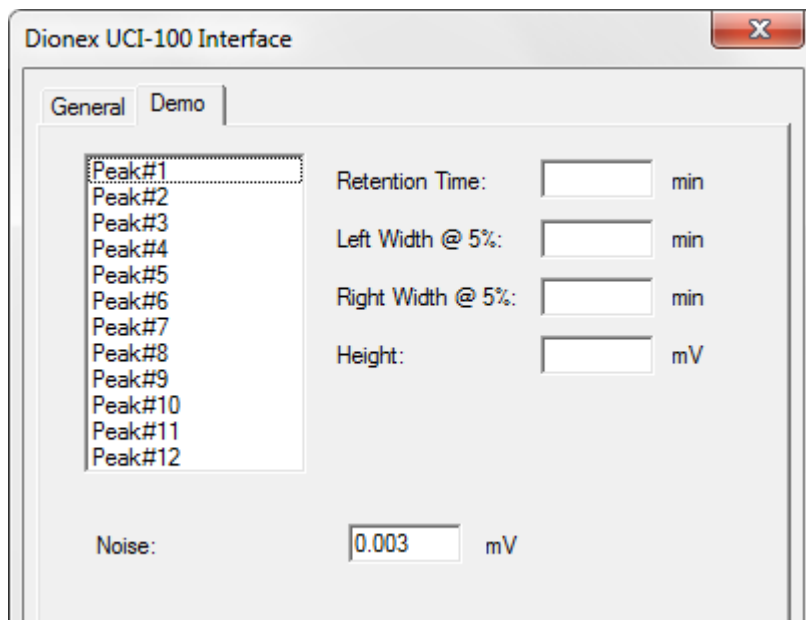 Dionex UCI-100 Interface
General Demo
Peak#1
Peak#2
Peak#3
Peak#4
Peak#5
Peak#6
Peak#7
Peak#8
Peak#9
Peak#10
Peak#11
Peak#12
Retention Time: min
Left Width @ 5%: min
Right Width @ 5%: min
Height: mV
Noise: 0.003 mV